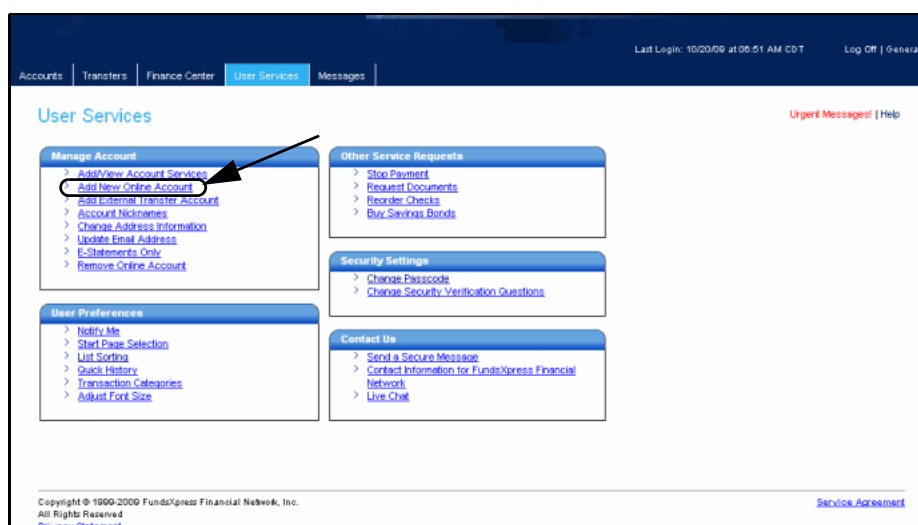 Last Login: 10/20/09 at 06:51 AM CDT Log Off | Genera
Accounts Transfers Finance Center User Services Messages
User Services
Urgent Messages! | Help
Manage Account
> Add/View Account Services
> Add New Online Account
> Add External Transfer Account
> Account Nicknames
> Change Address Information
> Update Email Address
> E-Statements Only
> Remove Online Account
User Preferences
> Notify Me
> Start Page Selection
> List Sorting
> Quick History
> Transaction Categories
> Adjust Font Size
Other Service Requests
> Stop Payment
> Request Documents
> Reorder Checks
> Buy Savings Bonds
Security Settings
> Change Passcode
> Change Security Verification Questions
Contact Us
> Send a Secure Message
> Contact Information for FundsXpress Financial
Network
> Live Chat
Copyright © 1999-2009 FundsXpress Financial Network, Inc.
All Rights Reserved
Privacy Statement
Service Agreement